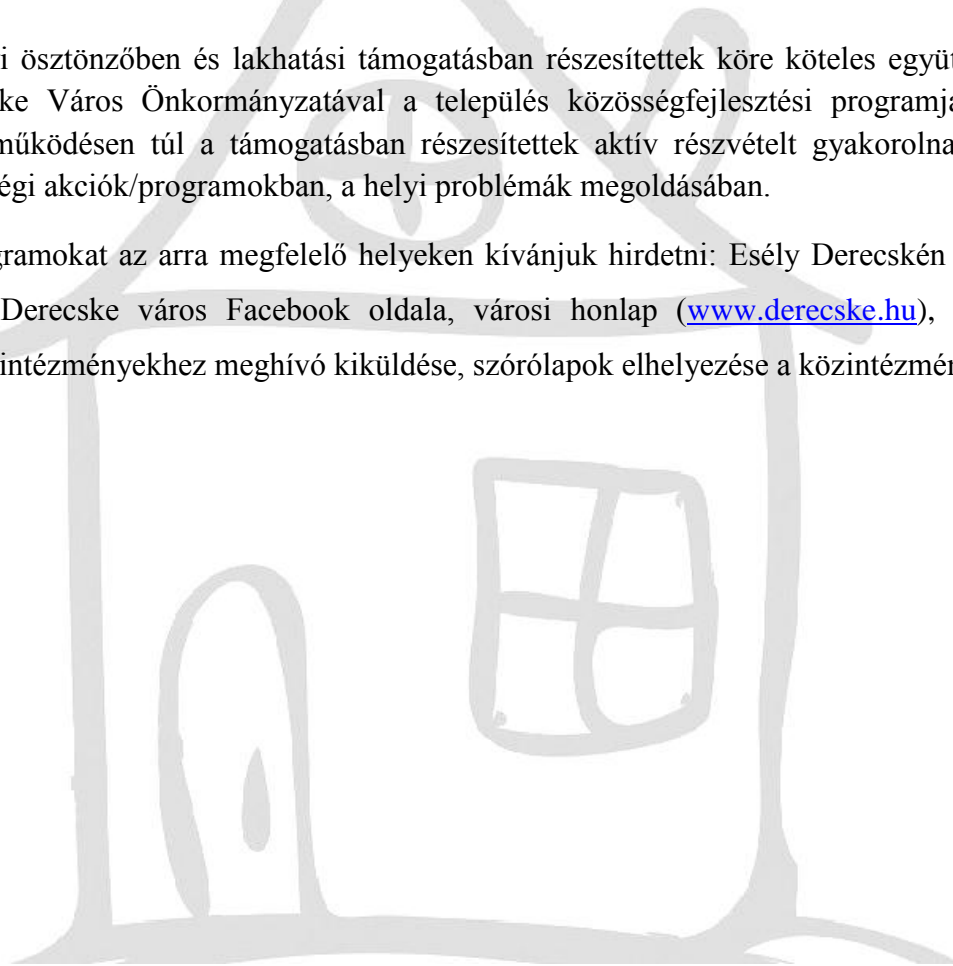 i ösztönzőben és lakhatási támogatásban részesítettek köre köteles együt
ke Város Önkormányzatával a település közösségfejlesztési programja
működésen túl a támogatásban részesítettek aktív részvételt gyakorolna
égi akciók/programokban, a helyi problémák megoldásában.
gramokat az arra megfelelő helyeken kívánjuk hirdetni: Esély Derecskén
Derecske város Facebook oldala, városi honlap (www.derecske.hu),
intézményekhez meghívó kiküldése, szórólapok elhelyezése a közintézmén